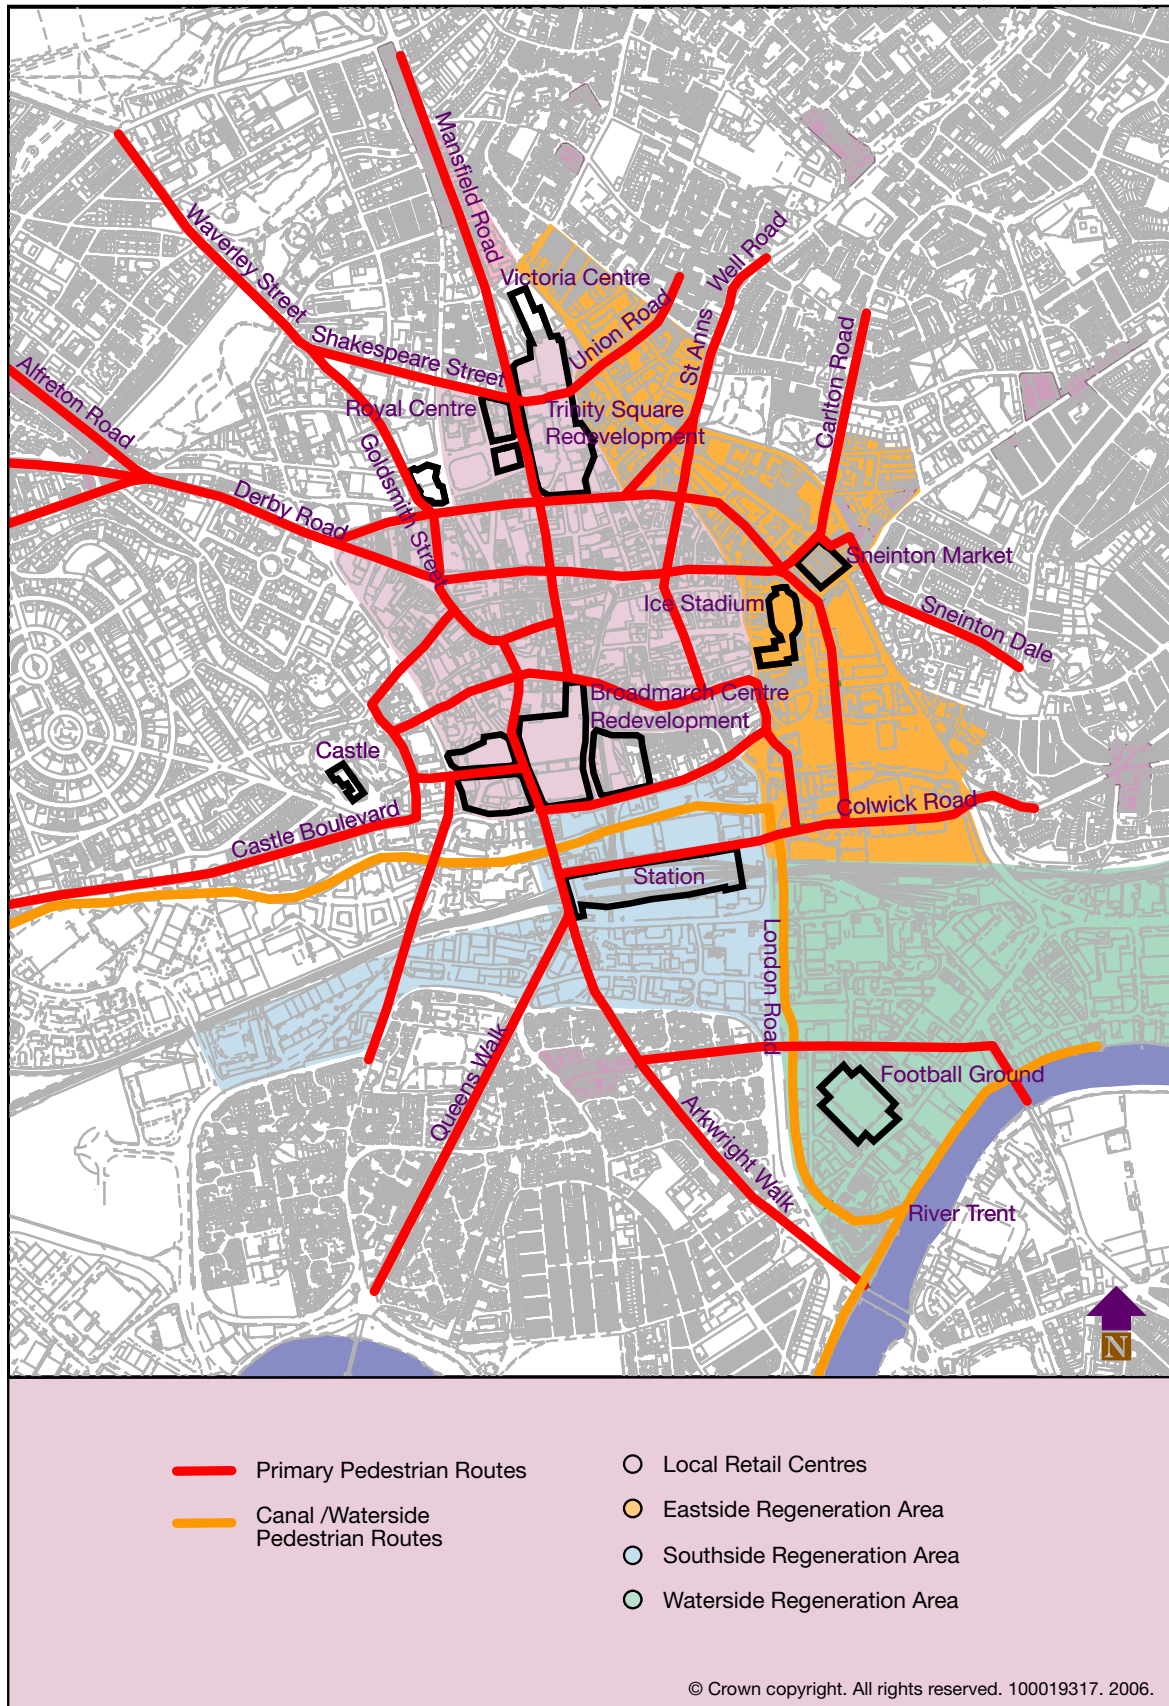 Mansfield Road
Waverley Street
Well Road
Victoria Centre
Union Road
St Anns
Shakespeare Street
Carlton Road
Alfreton Road
Royal Centre
Trinity Square
Redevelopment
Goldsmith Street
Derby Road
Sneinton Market
Ice Stadium
Sneinton Dale
Broadmarch Centre
Redevelopment
Castle
Castle Boulevard
Colwick Road
Station
London Road
Queens Walk
Football Ground
Arkwright Walk
River Trent
N
Primary Pedestrian Routes
Canal /Waterside
Pedestrian Routes
Local Retail Centres
Eastside Regeneration Area
Southside Regeneration Area
Waterside Regeneration Area
© Crown copyright. All rights reserved. 100019317. 2006.